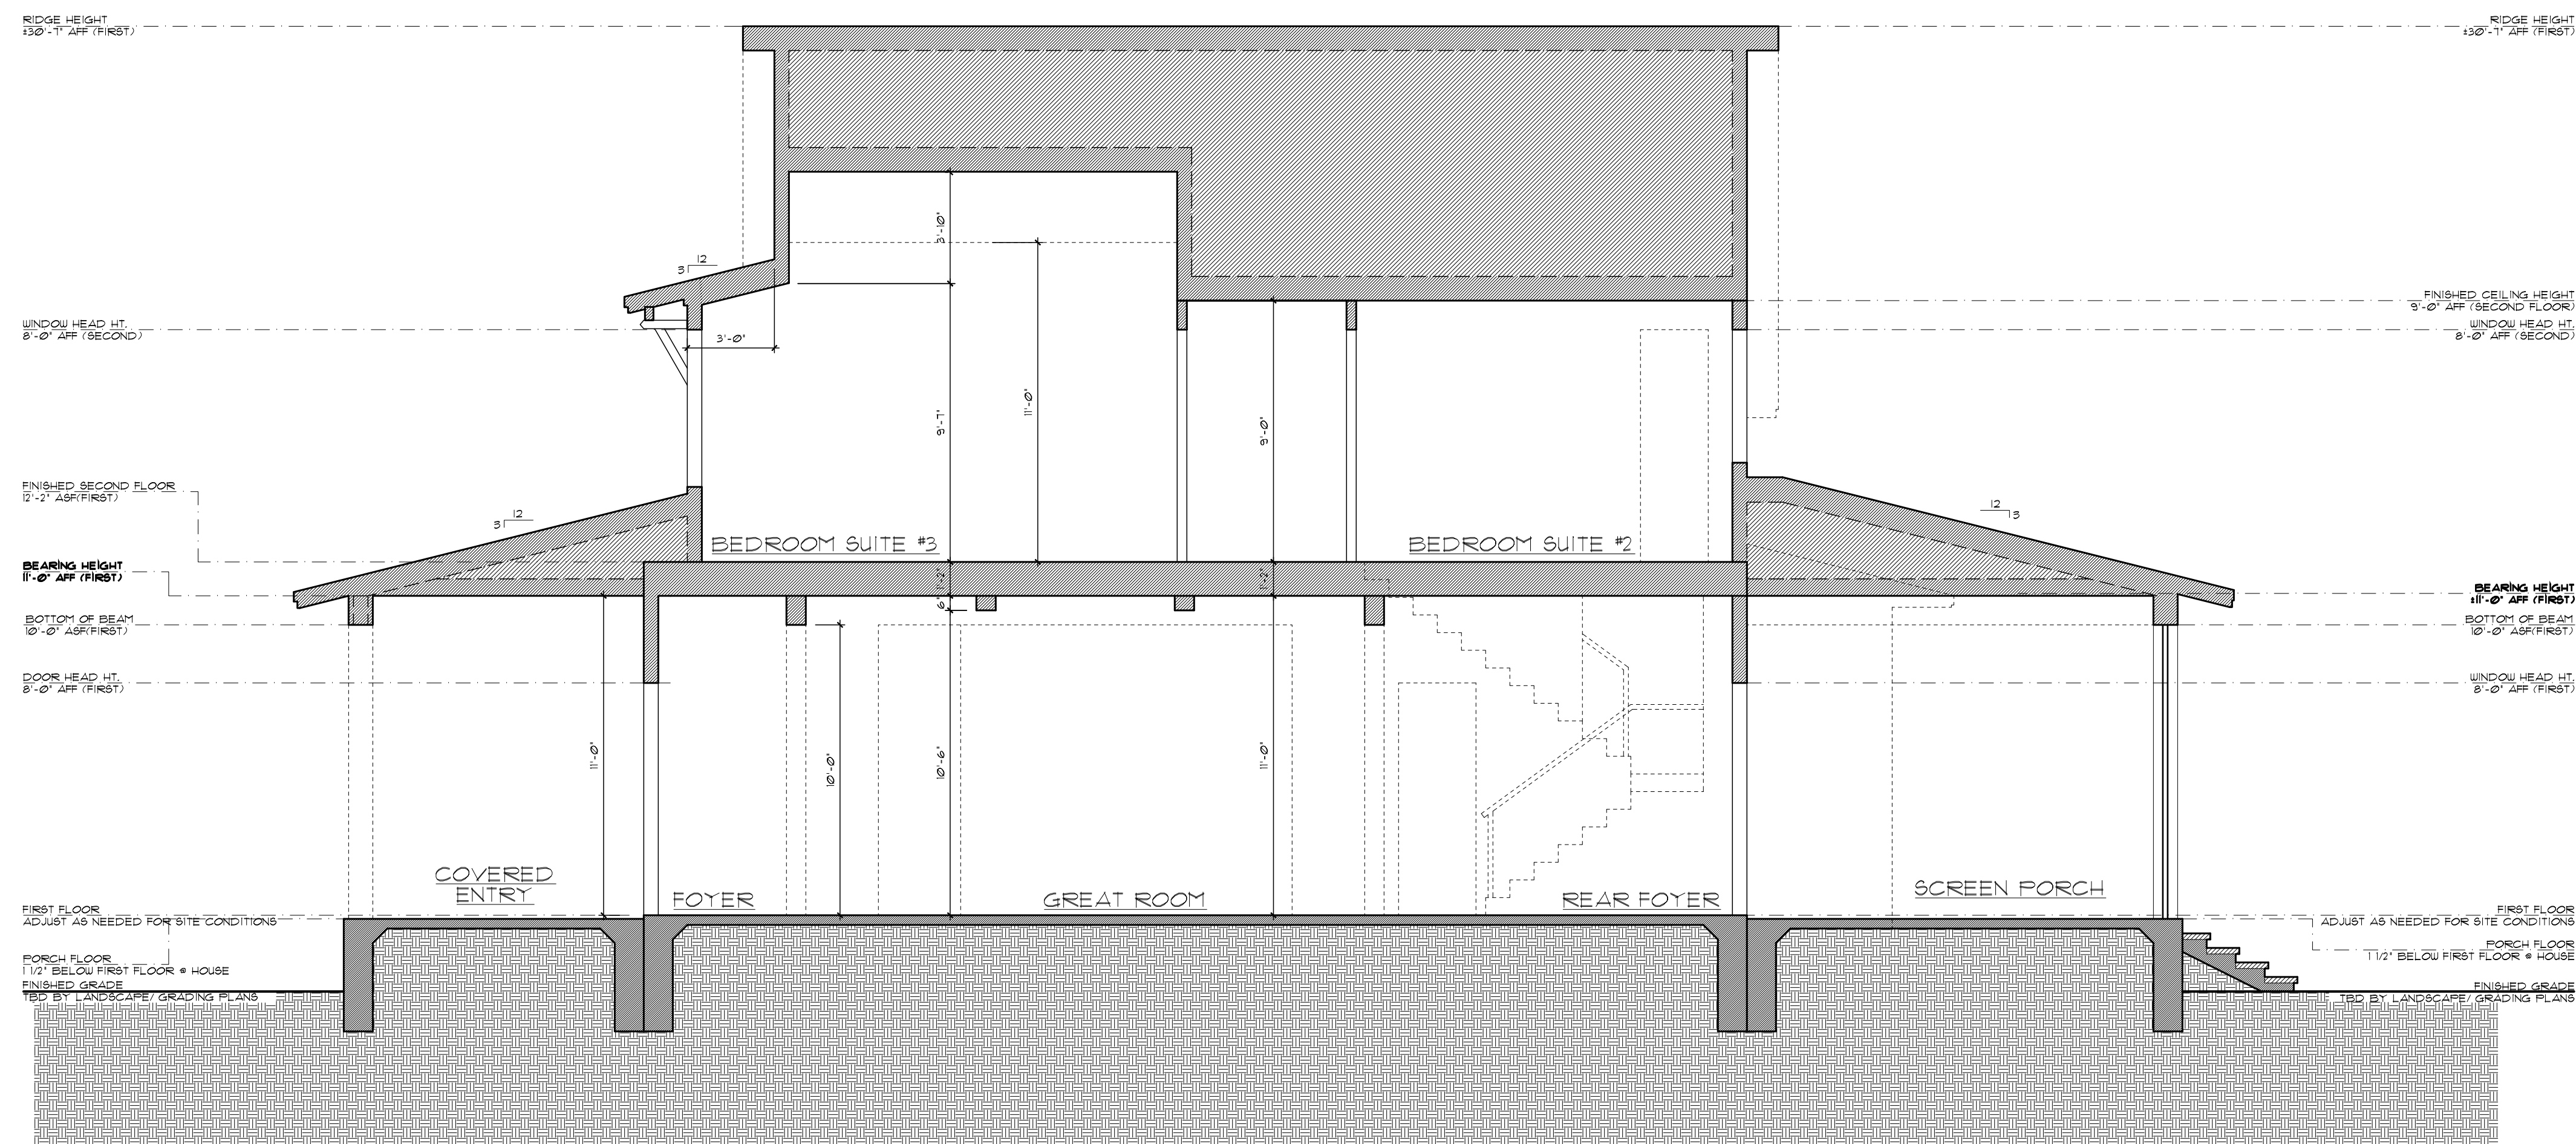 RIDGE HEIGHT
±30'-7" AFF (FIRST)
RIDGE HEIGHT
±30'-7" AFF (FIRST)
3'-10"
12
3
11'-0"
9'-7"
9'-0"
3'-0"
WINDOW HEAD HT.
8'-0" AFF (SECOND)
FINISHED CEILING HEIGHT
9'-0" AFF (SECOND FLOOR)
WINDOW HEAD HT.
8'-0" AFF (SECOND)
FINISHED SECOND FLOOR
12'-2" ASF(FIRST)
12
3
12
3
BEDROOM SUITE #3
BEDROOM SUITE #2
BEARING HEIGHT
11'-0" AFF (FIRST)
1'-2"
1'-2"
6"
BEARING HEIGHT
±11'-0" AFF (FIRST)
BOTTOM OF BEAM
10'-0" ASF(FIRST)
BOTTOM OF BEAM
10'-0" ASF(FIRST)
DOOR HEAD HT.
8'-0" AFF (FIRST)
WINDOW HEAD HT.
8'-0" AFF (FIRST)
11'-0"
10'-0"
10'-6"
11'-0"
COVERED
ENTRY
FOYER
GREAT ROOM
REAR FOYER
SCREEN PORCH
FIRST FLOOR
ADJUST AS NEEDED FOR SITE CONDITIONS
FIRST FLOOR
ADJUST AS NEEDED FOR SITE CONDITIONS
PORCH FLOOR
1 1/2" BELOW FIRST FLOOR @ HOUSE
PORCH FLOOR
1 1/2" BELOW FIRST FLOOR @ HOUSE
FINISHED GRADE
TBD BY LANDSCAPE/ GRADING PLANS
FINISHED GRADE
TBD BY LANDSCAPE/ GRADING PLANS